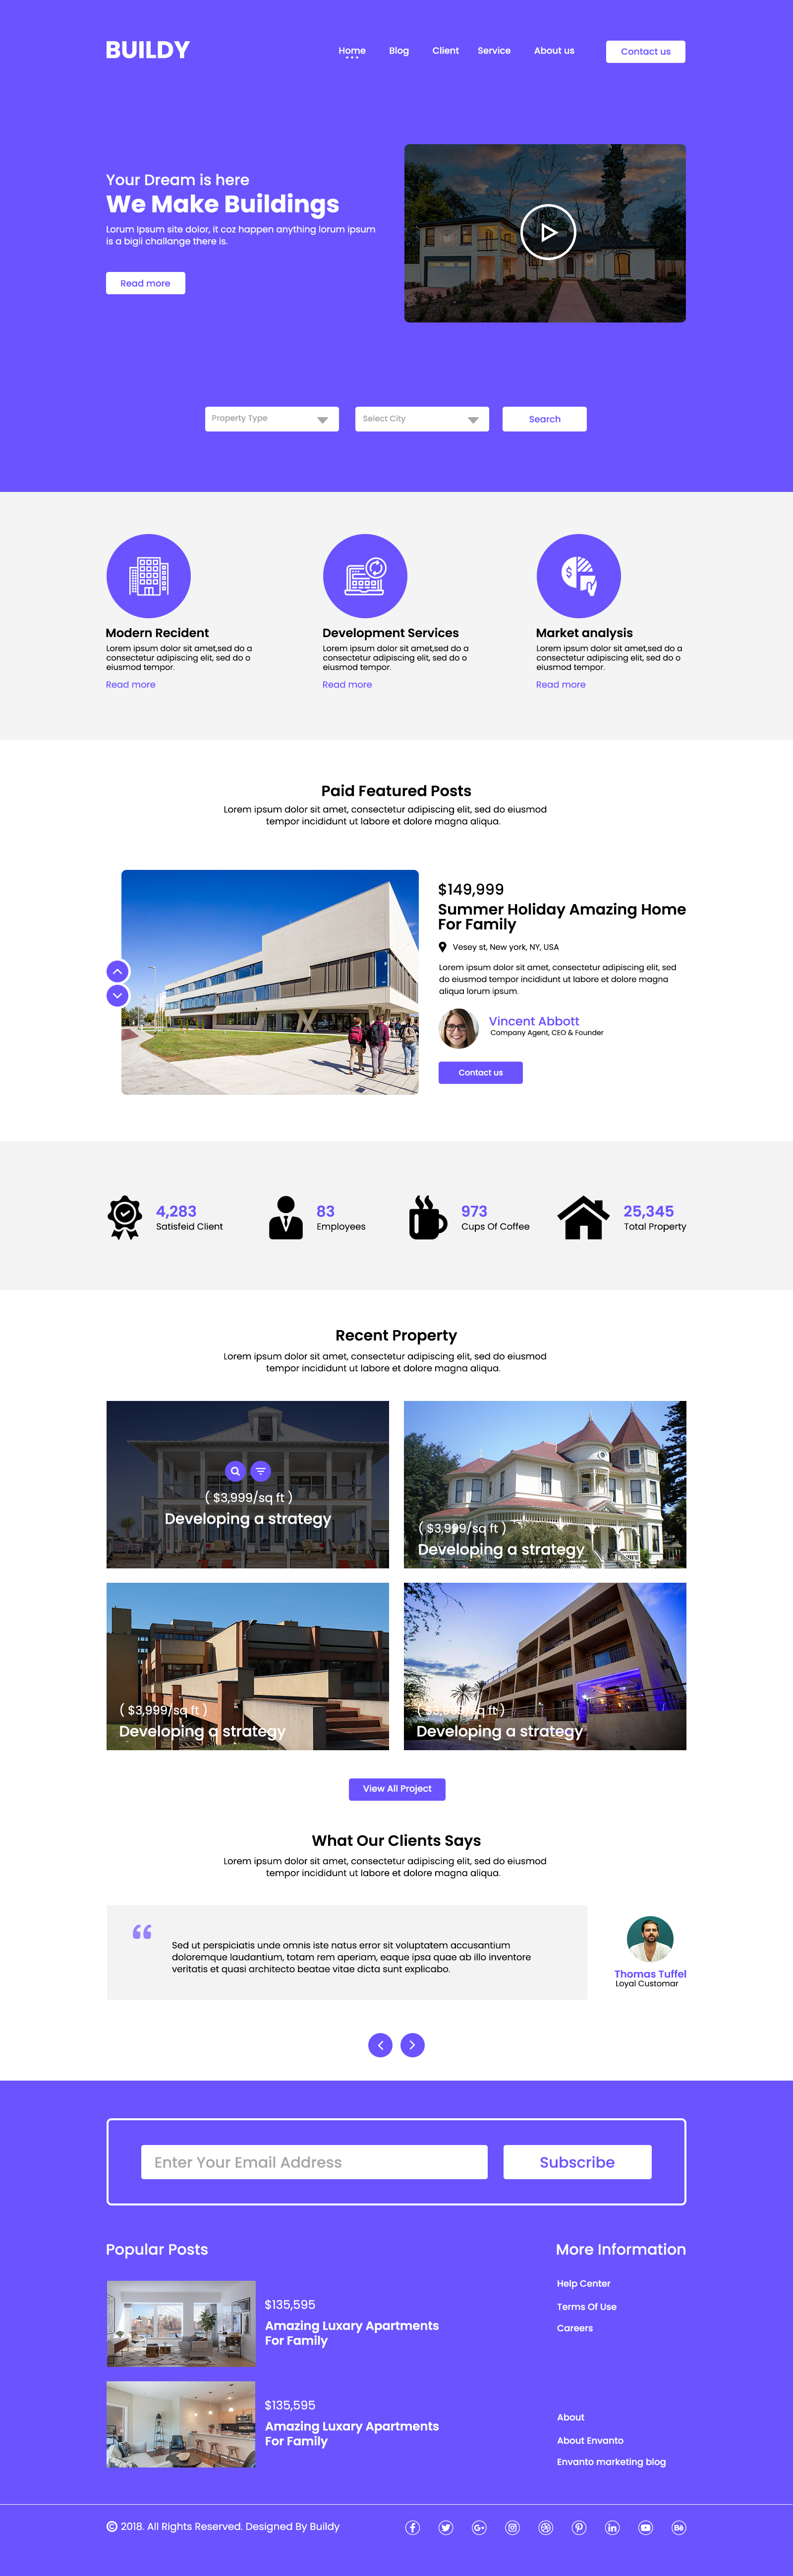 BUILDY
Home
Blog
Client
Service
About us
Contact us
Your Dream is here
We Make Buildings
Lorum Ipsum site dolor, it coz happen anything lorum ipsum
is a bigii challange there is.
Read more
Property Type
Select City
Search
Modern Recident
Lorem ipsum dolor sit amet,sed do a
consectetur adipiscing elit, sed do o
eiusmod tempor.
Read more
Development Services
Lorem ipsum dolor sit amet,sed do a
consectetur adipiscing elit, sed do o
eiusmod tempor.
Read more
Market analysis
Lorem ipsum dolor sit amet,sed do a
consectetur adipiscing elit, sed do o
eiusmod tempor.
Read more
Paid Featured Posts
Lorem ipsum dolor sit amet, consectetur adipiscing elit, sed do eiusmod
tempor incididunt ut labore et dolore magna aliqua.
$149,999
Summer Holiday Amazing Home
For Family
Vesey st, New york, NY, USA
Lorem ipsum dolor sit amet, consectetur adipiscing elit, sed
do eiusmod tempor incididunt ut labore et dolore magna
aliqua lorum ipsum.
Vincent Abbott
Company Agent, CEO & Founder
Contact us
4,283
Satisfeid Client
83
Employees
973
Cups Of Coffee
25,345
Total Property
Recent Property
Lorem ipsum dolor sit amet, consectetur adipiscing elit, sed do eiusmod
tempor incididunt ut labore et dolore magna aliqua.
( $3,999/sq ft )
Developing a strategy
( $3,999/sq ft )
Developing a strategy
( $3,999/sq ft )
Developing a strategy
( $3,999/sq ft )
Developing a strategy
View All Project
What Our Clients Says
Lorem ipsum dolor sit amet, consectetur adipiscing elit, sed do eiusmod
tempor incididunt ut labore et dolore magna aliqua.
“
Sed ut perspiciatis unde omnis iste natus error sit voluptatem accusantium
doloremque laudantium, totam rem aperiam, eaque ipsa quae ab illo inventore
veritatis et quasi architecto beatae vitae dicta sunt explicabo.
Thomas Tuffel
Loyal Customar
Enter Your Email Address
Subscribe
Popular Posts
$135,595
Amazing Luxary Apartments
For Family
$135,595
Amazing Luxary Apartments
For Family
More Information
Help Center
Terms Of Use
Careers
About
About Envanto
Envanto marketing blog
© 2018. All Rights Reserved. Designed By Buildy